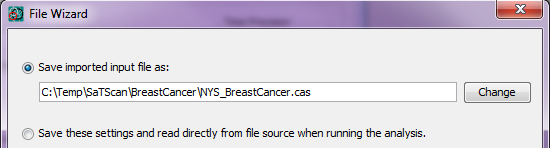 File Wizard
Save imported input file as:
C:\Temp\SaTScan\BreastCancer\NYS_BreastCancer.cas
Change
Save these settings and read directly from file source when running the analysis.